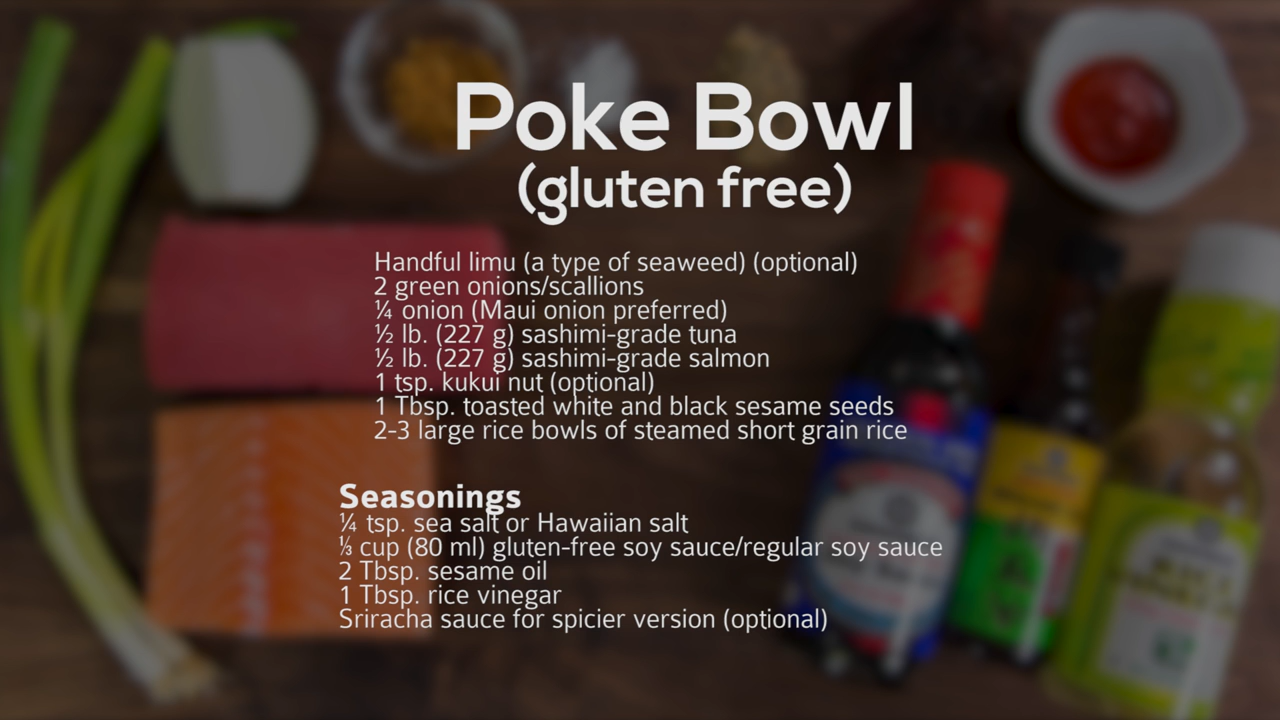 Poke Bowl
(gluten free)
Handful limu (a type of seaweed) (optional)
2 green onions/scallions
¼ onion (Maui onion preferred)
½ lb. (227 g) sashimi-grade tuna
½ lb. (227 g) sashimi-grade salmon
1 tsp. kukui nut (optional)
1 Tbsp. toasted white and black sesame seeds
2-3 large rice bowls of steamed short grain rice
Seasonings
¼ tsp. sea salt or Hawaiian salt
⅓ cup (80 ml) gluten-free soy sauce/regular soy sauce
2 Tbsp. sesame oil
1 Tbsp. rice vinegar
Sriracha sauce for spicier version (optional)